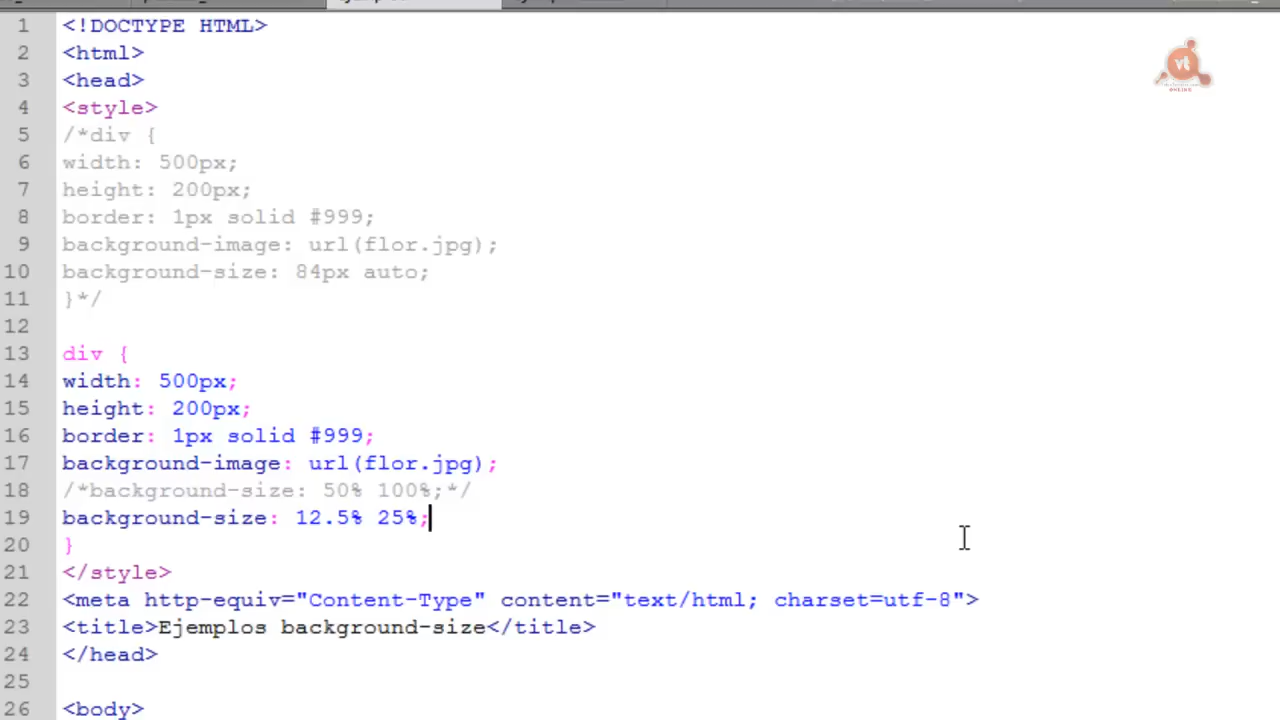 1 <!DOCTYPE HTML>
2 <html>
3 <head>
4 <style>
5 /*div {
6 width: 500px;
7 height: 200px;
8 border: 1px solid #999;
9 background-image: url(flor.jpg);
10 background-size: 84px auto;
11 }*/
12
13 div {
14 width: 500px;
15 height: 200px;
16 border: 1px solid #999;
17 background-image: url(flor.jpg);
18 /*background-size: 50% 100%;*/
19 background-size: 12.5% 25%;
20 }
21 </style>
22 <meta http-equiv="Content-Type" content="text/html; charset=utf-8">
23 <title>Ejemplos background-size</title>
24 </head>
25
26 <body>
vt
ONLINE